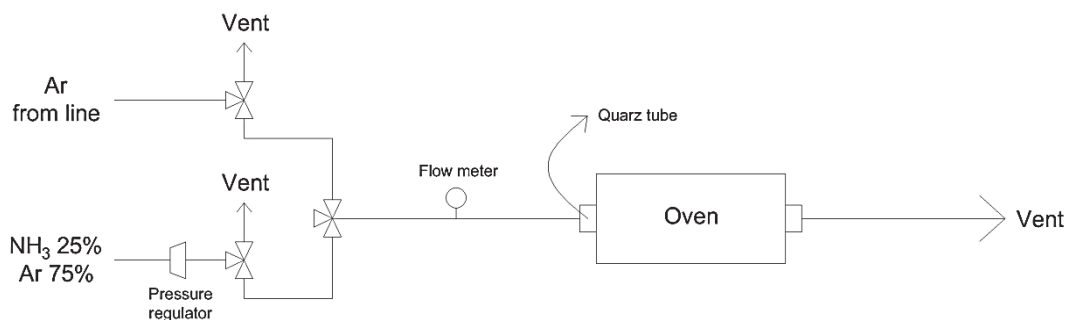 Vent
Ar
from line
Quarz tube
Flow meter
Vent
Oven
Vent
NH₃ 25%
Ar 75%
Pressure
regulator